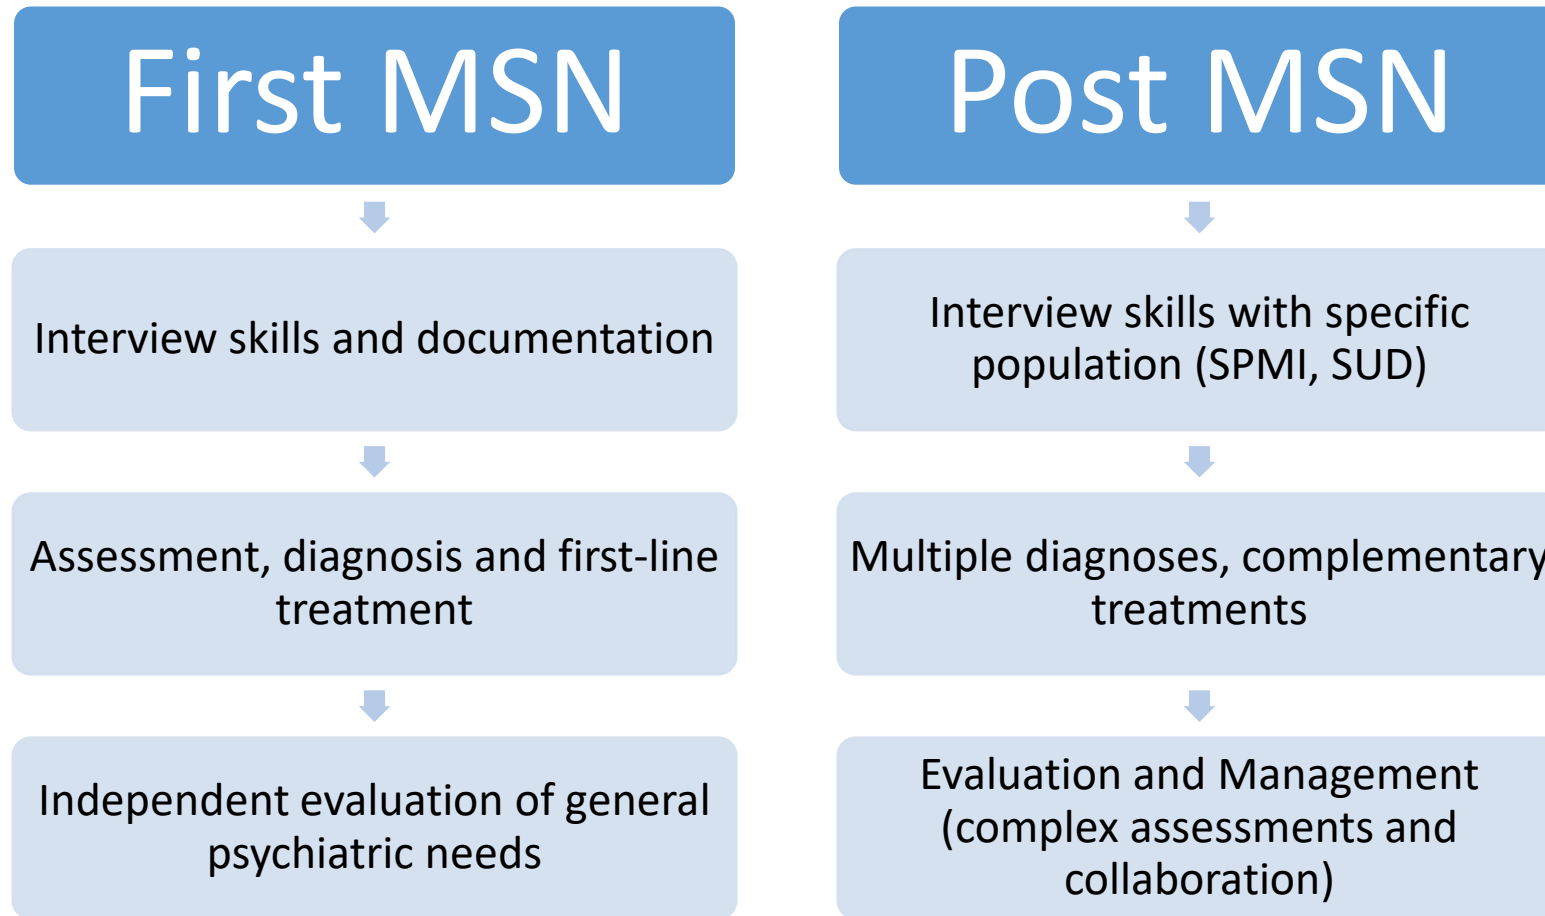 First MSN
Interview skills and documentation
Assessment, diagnosis and first-line
treatment
Independent evaluation of general
psychiatric needs
Post MSN
Interview skills with specific
population (SPMI, SUD)
Multiple diagnoses, complementary
treatments
Evaluation and Management
(complex assessments and
collaboration)